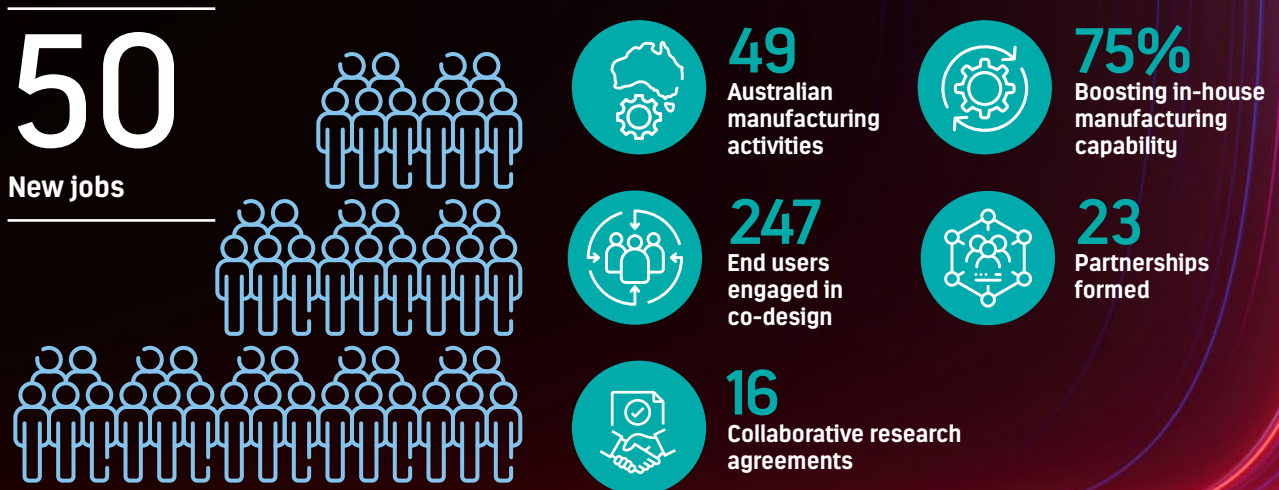 50
New jobs
49
Australian
manufacturing
activities
75%
Boosting in-house
manufacturing
capability
247
End users
engaged in
co-design
23
Partnerships
formed
16
Collaborative research
agreements